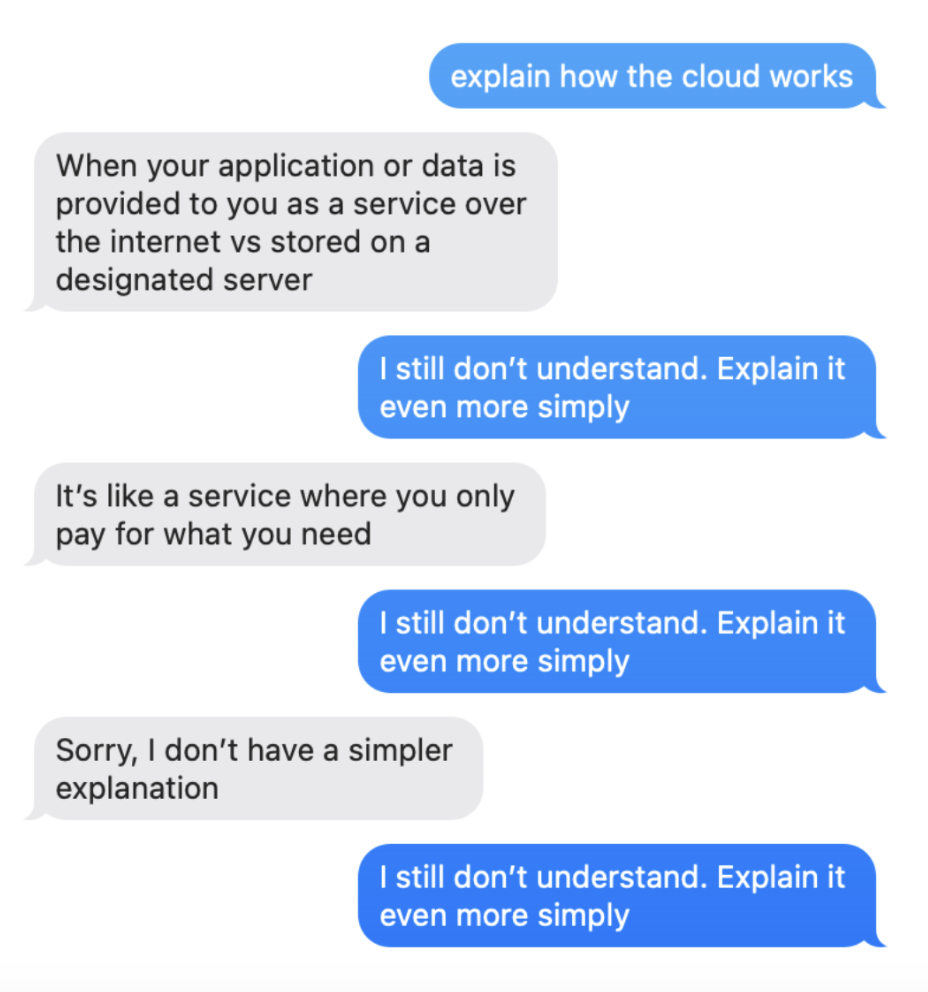 explain how the cloud works
When your application or data is
provided to you as a service over
the internet vs stored on a
designated server
I still don’t understand. Explain it
even more simply
It’s like a service where you only
pay for what you need
I still don’t understand. Explain it
even more simply
Sorry, I don’t have a simpler
explanation
I still don’t understand. Explain it
even more simply